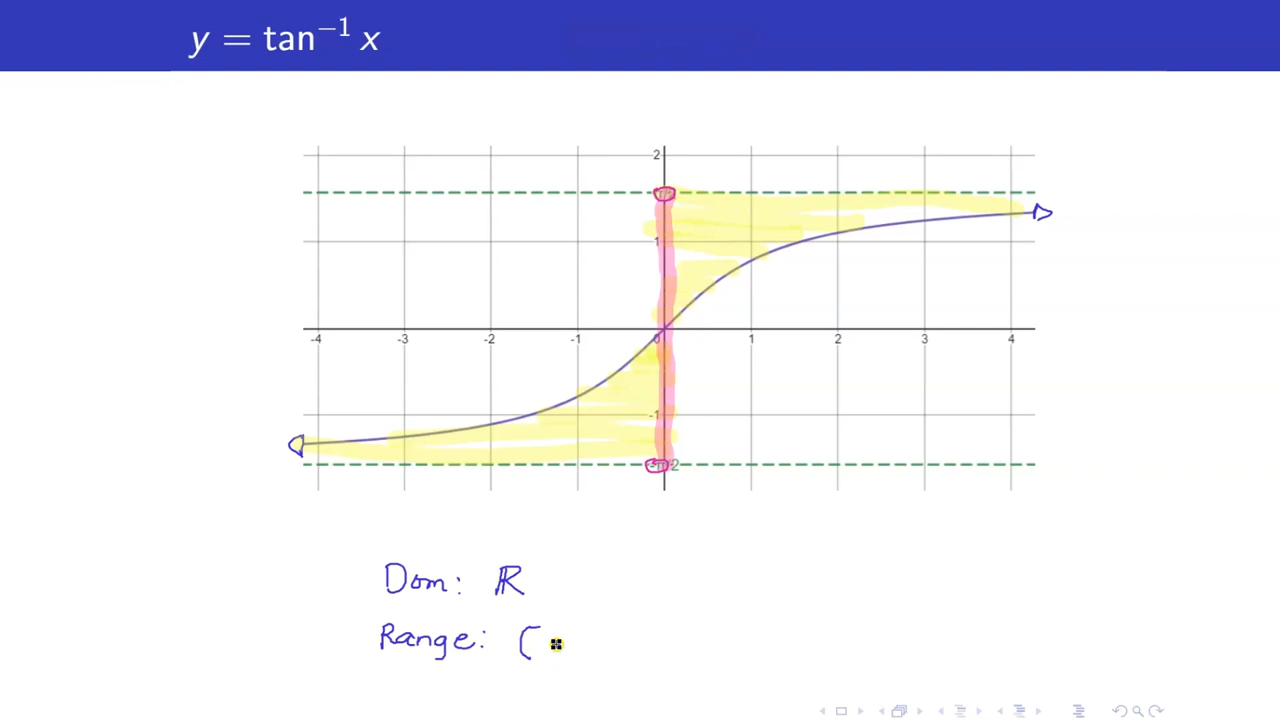 y = tan⁻¹ x
2
1
-4 -3 -2 -1 0 1 2 3 4
-1
Dom: ℝ
Range: (